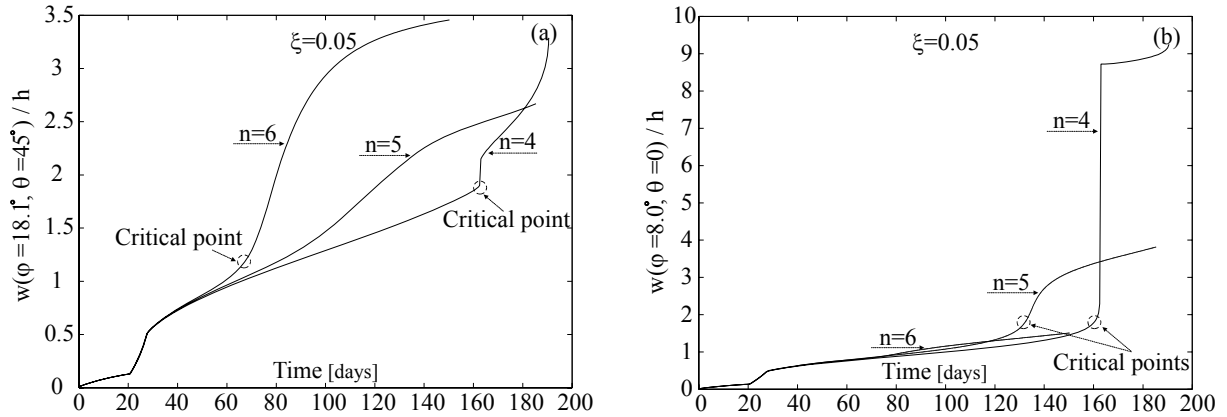 3.5
3
2.5
2
1.5
1
0.5
0
0 20 40 60 80 100 120 140 160 180 200
w(φ=18.1°, θ=45°) / h
Time [days]
ξ=0.05
(a)
n=6
n=5
n=4
Critical point
Critical point
10
9
8
7
6
5
4
3
2
1
0
0 20 40 60 80 100 120 140 160 180 200
w(φ=8.0°, θ=0) / h
Time [days]
ξ=0.05
(b)
n=4
n=5
n=6
Critical points